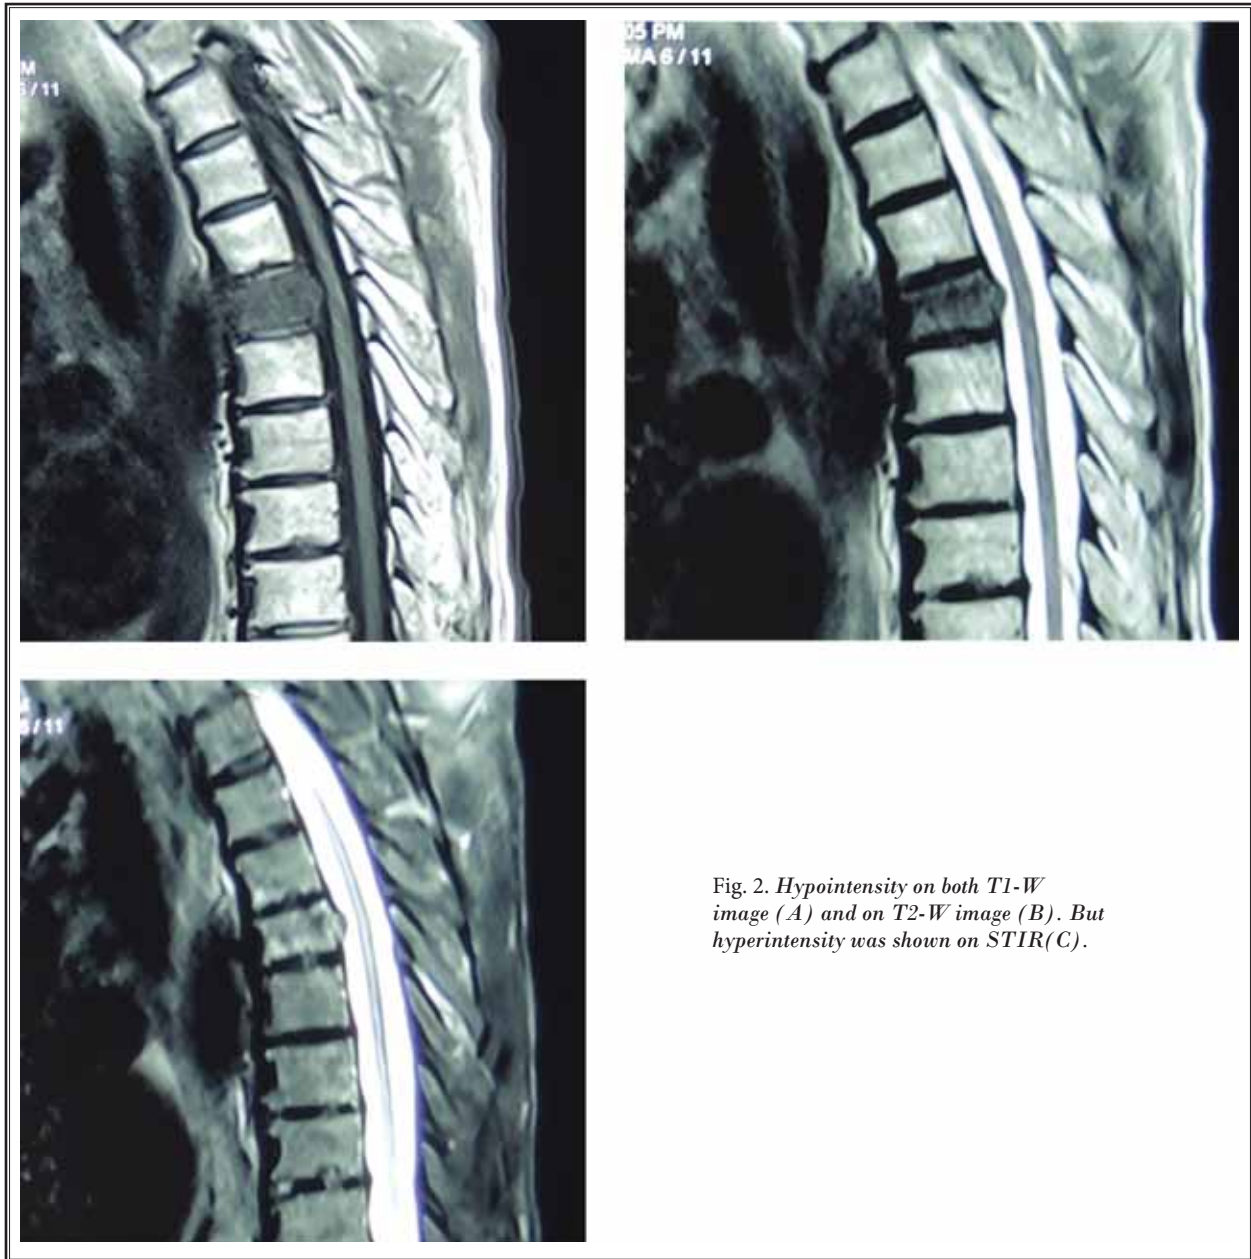 M
6/11
05 PM
MA 6/11
6/11
Fig. 2. Hypointensity on both T1-W
image (A) and on T2-W image (B). But
hyperintensity was shown on STIR(C).